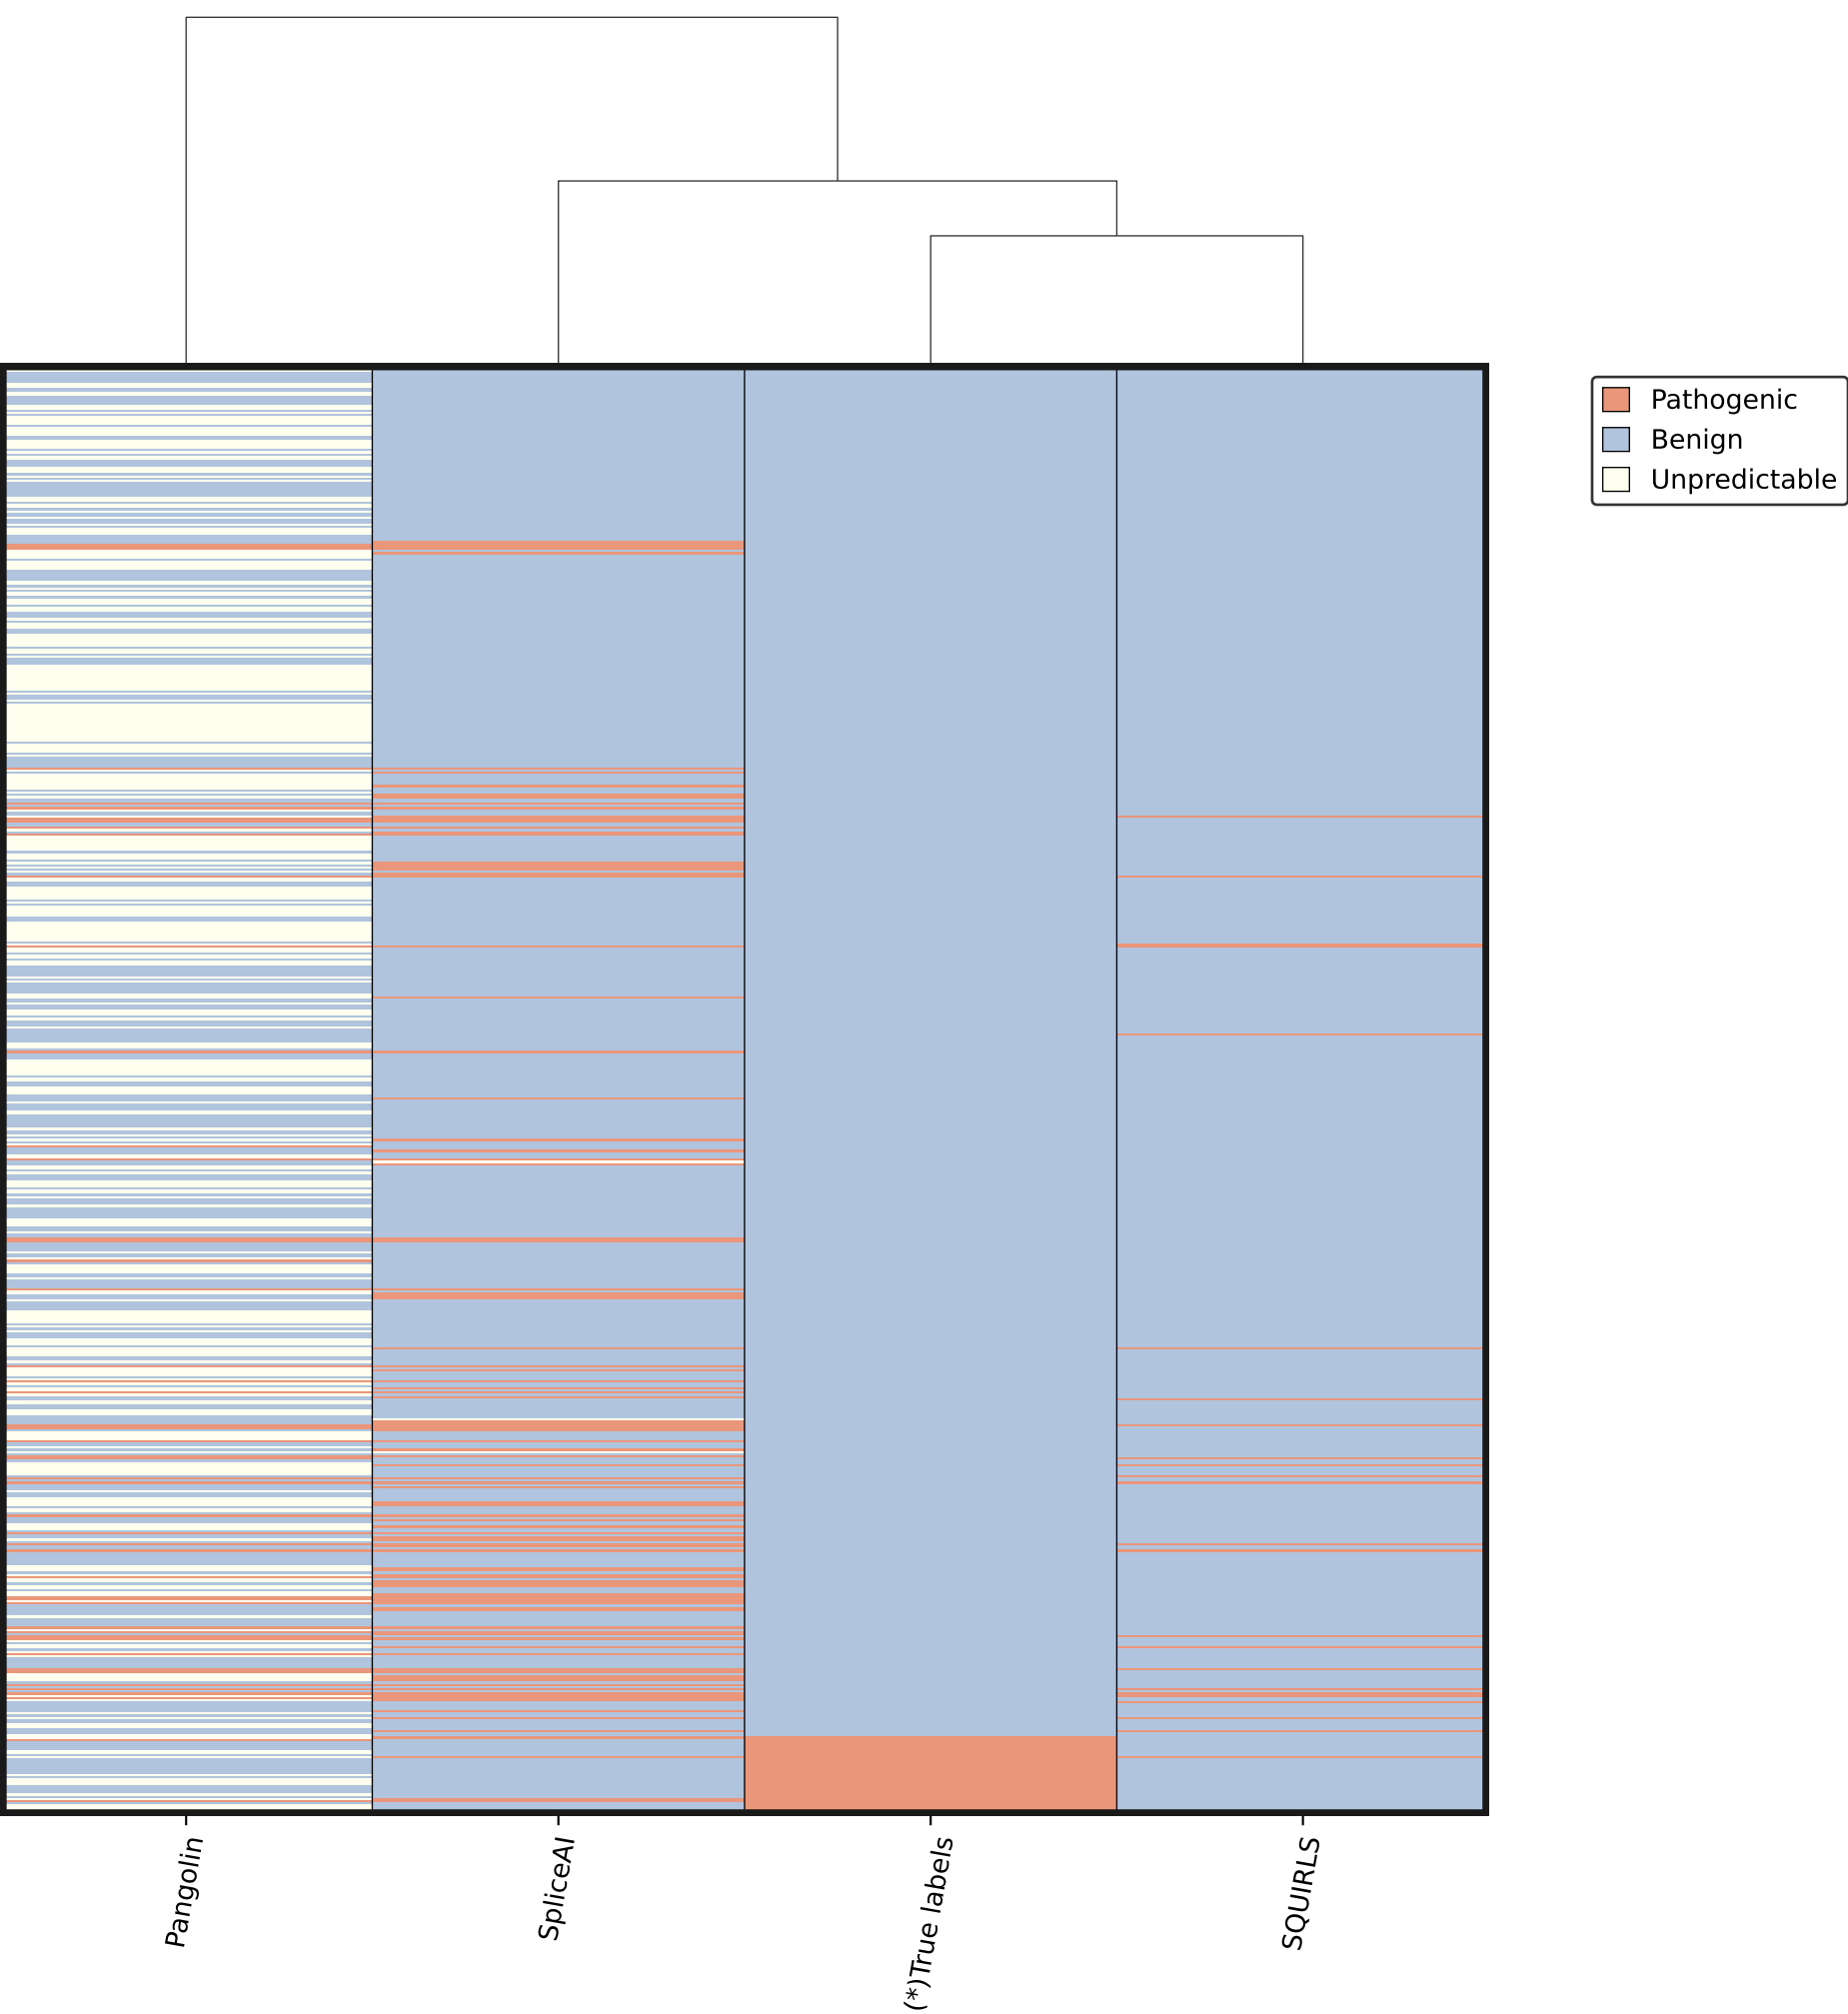 Pathogenic
Benign
Unpredictable
Pangolin
SpliceAI
(*)True labels
SQUIRLS